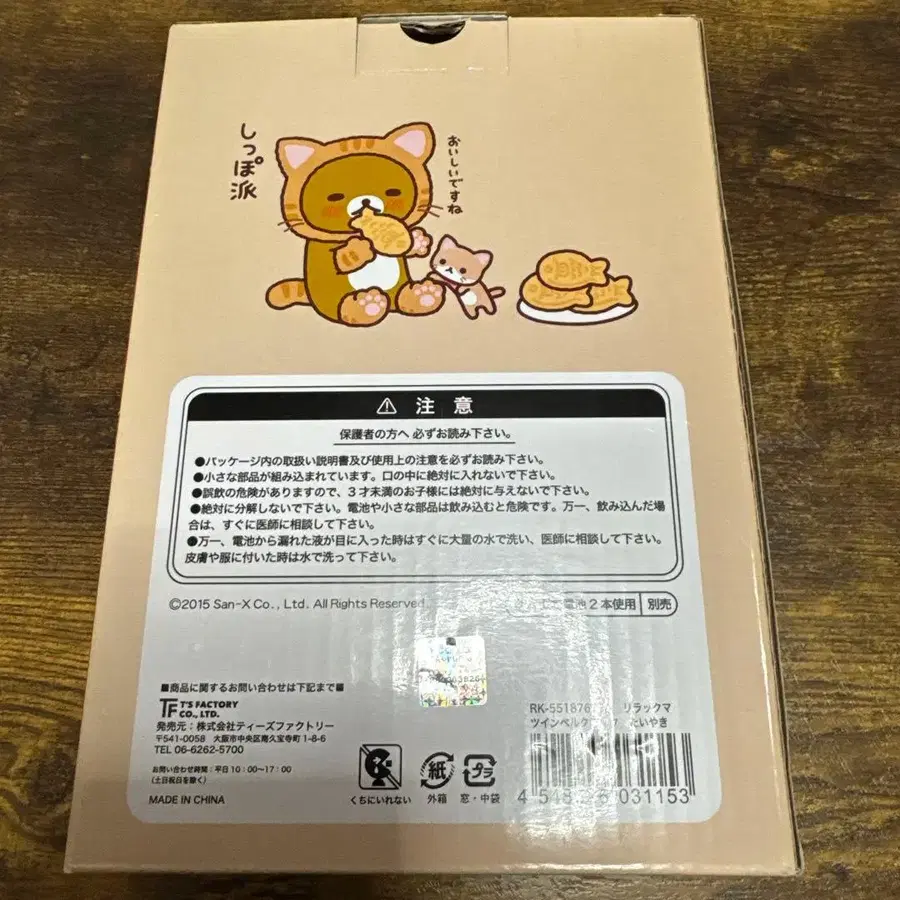 しっぽ派
おいしいですね
⚠ 注 意
保護者の方へ 必ずお読み下さい。
●パッケージ内の取扱い説明書及び使用上の注意を必ずお読み下さい。
●小さな部品が組み込まれています。口の中に絶対に入れないで下さい。
●誤飲の危険がありますので、3才未満のお子様には絶対に与えないで下さい。
●絶対に分解しないで下さい。電池や小さな部品は飲み込むと危険です。万一、飲み込んだ場
合は、すぐに医師に相談して下さい。
●万一、電池から漏れた液が目に入った時はすぐに大量の水で洗い、医師に相談して下さい。
皮膚や服に付いた時は水で洗って下さい。
©2015 San-X Co., Ltd. All Rights Reserved.
電池2本使用 別売
■商品に関するお問い合わせは下記まで■
TF T'S FACTORY
CO., LTD.
発売元：株式会社ティーズファクトリー
〒541-0058 大阪市中央区南久宝寺町1-8-6
TEL 06-6262-5700
お問い合わせ時間：平日10:00〜17:00
(土日祝日を除く)
MADE IN CHINA
くちにいれない
紙
外箱
プラ
窓・中袋
リラックマ
たいやき
031153